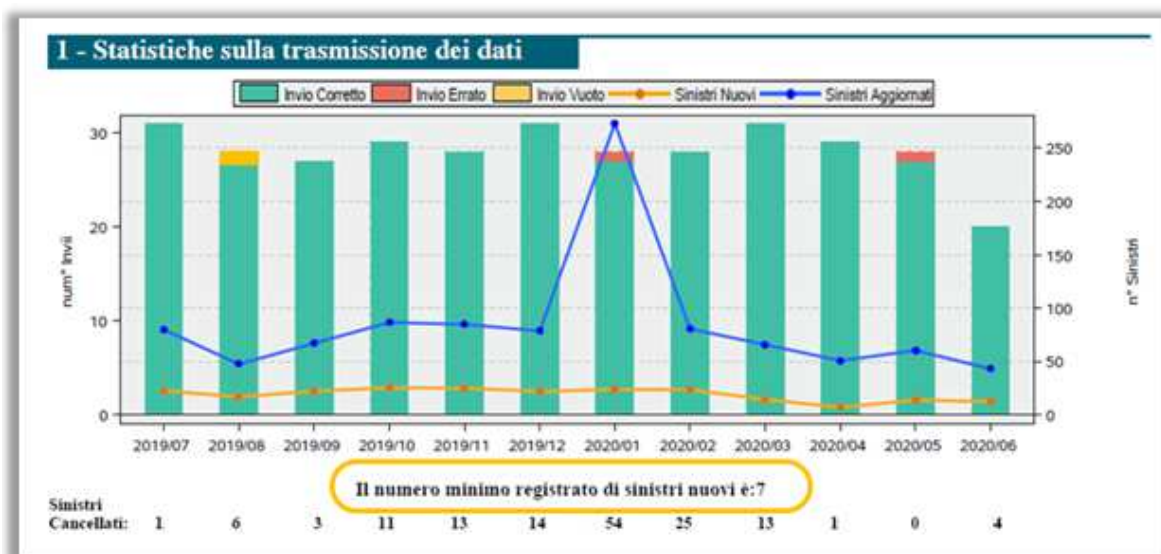 1 - Statistiche sulla trasmissione dei dati
Invio Corretto Invio Errato Invio Vuoto Sinistri Nuovi Sinistri Aggiornati
30
20
10
0
num° Invii
250
200
150
100
50
0
n° Sinistri
2019/07 2019/08 2019/09 2019/10 2019/11 2019/12 2020/01 2020/02 2020/03 2020/04 2020/05 2020/06
Il numero minimo registrato di sinistri nuovi è:7
Sinistri
Cancellati: 1 6 3 11 13 14 54 25 13 1 0 4